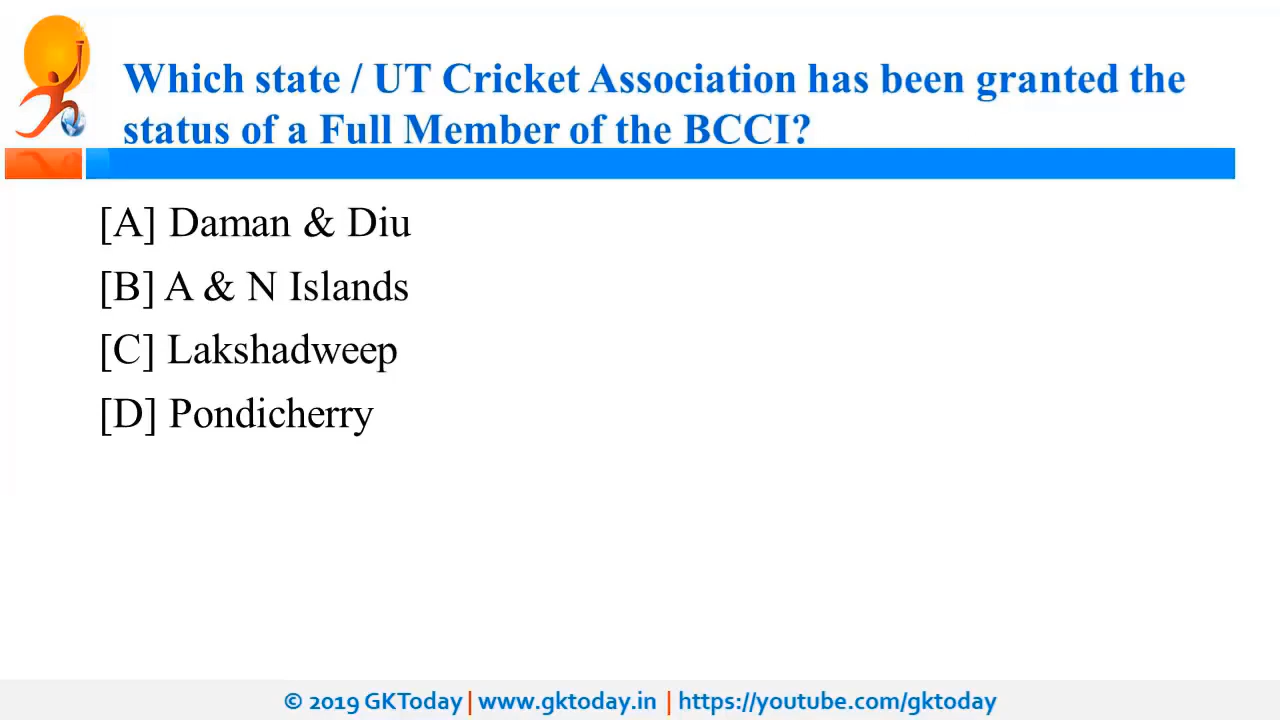 Which state / UT Cricket Association has been granted the
status of a Full Member of the BCCI?
[A] Daman & Diu
[B] A & N Islands
[C] Lakshadweep
[D] Pondicherry
© 2019 GKToday | www.gktoday.in | https://youtube.com/gktoday